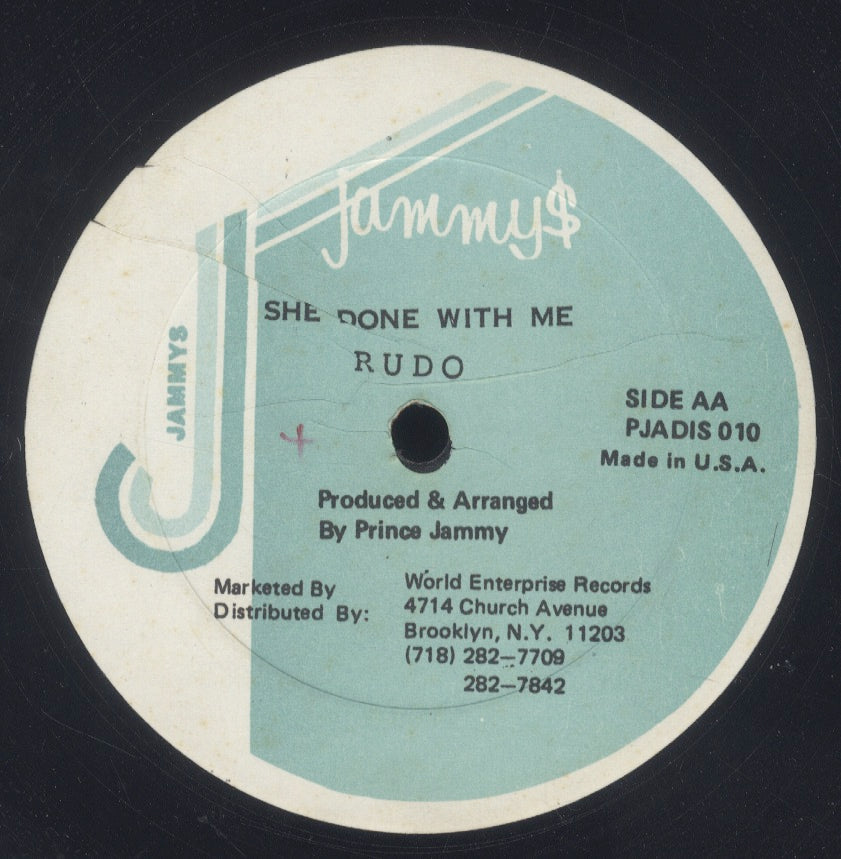 Jammy$
JAMMYS
SHE DONE WITH ME
RUDO
SIDE AA
PJADIS 010
Made in U.S.A.
Produced & Arranged
By Prince Jammy
Marketed By
Distributed By:
World Enterprise Records
4714 Church Avenue
Brooklyn, N.Y. 11203
(718) 282-7709
282-7842